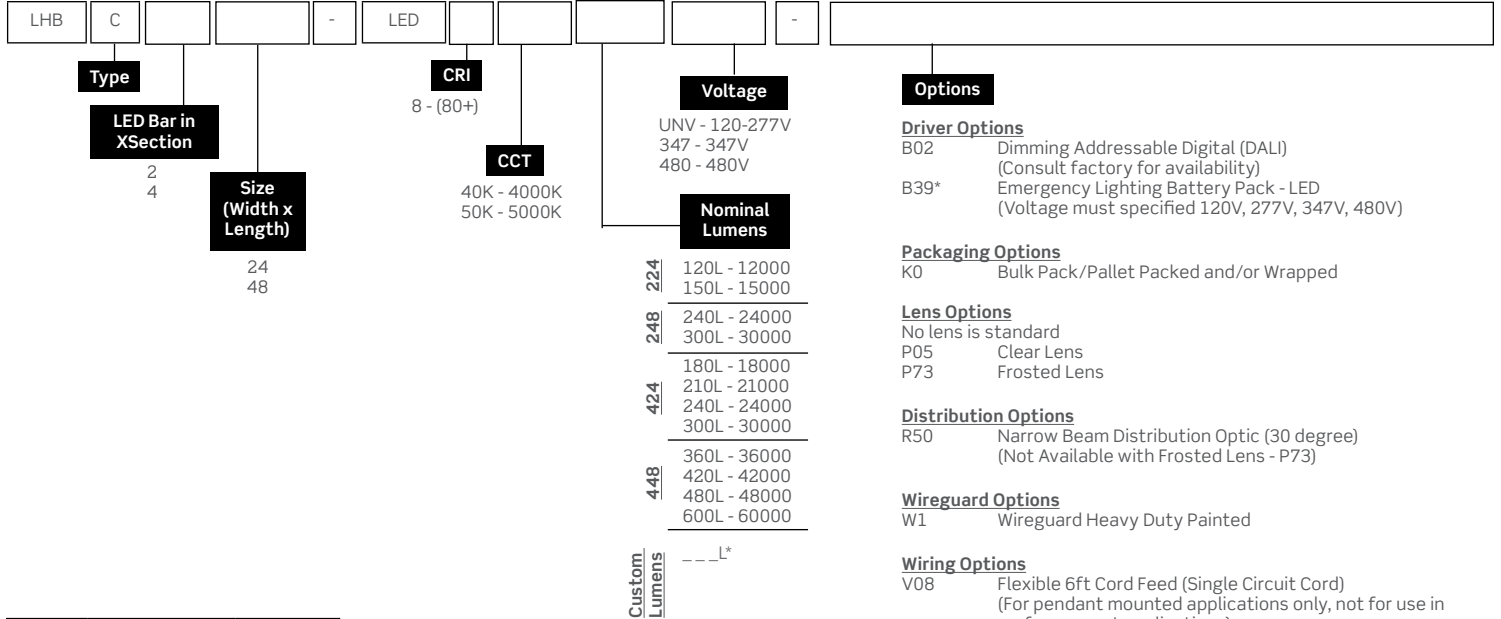 LHB C - LED -
Type
LED Bar in
XSection
2
4
Size
(Width x
Length)
24
48
CRI
8 - (80+)
CCT
40K - 4000K
50K - 5000K
Voltage
UNV - 120-277V
347 - 347V
480 - 480V
Nominal
Lumens
224
120L - 12000
150L - 15000
248
240L - 24000
300L - 30000
424
180L - 18000
210L - 21000
240L - 24000
300L - 30000
448
360L - 36000
420L - 42000
480L - 48000
600L - 60000
Custom
Lumens
_ _ _L*
Options
Driver Options
B02 Dimming Addressable Digital (DALI)
(Consult factory for availability)
B39* Emergency Lighting Battery Pack - LED
(Voltage must specified 120V, 277V, 347V, 480V)
Packaging Options
K0 Bulk Pack/Pallet Packed and/or Wrapped
Lens Options
No lens is standard
P05 Clear Lens
P73 Frosted Lens
Distribution Options
R50 Narrow Beam Distribution Optic (30 degree)
(Not Available with Frosted Lens - P73)
Wireguard Options
W1 Wireguard Heavy Duty Painted
Wiring Options
V08 Flexible 6ft Cord Feed (Single Circuit Cord)
(For pendant mounted applications only, not for use in